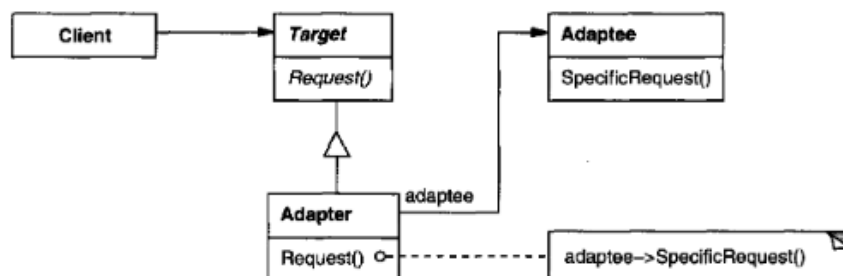 Client
Target
Request()
Adaptee
SpecificRequest()
adaptee
Adapter
Request()
adaptee->SpecificRequest()